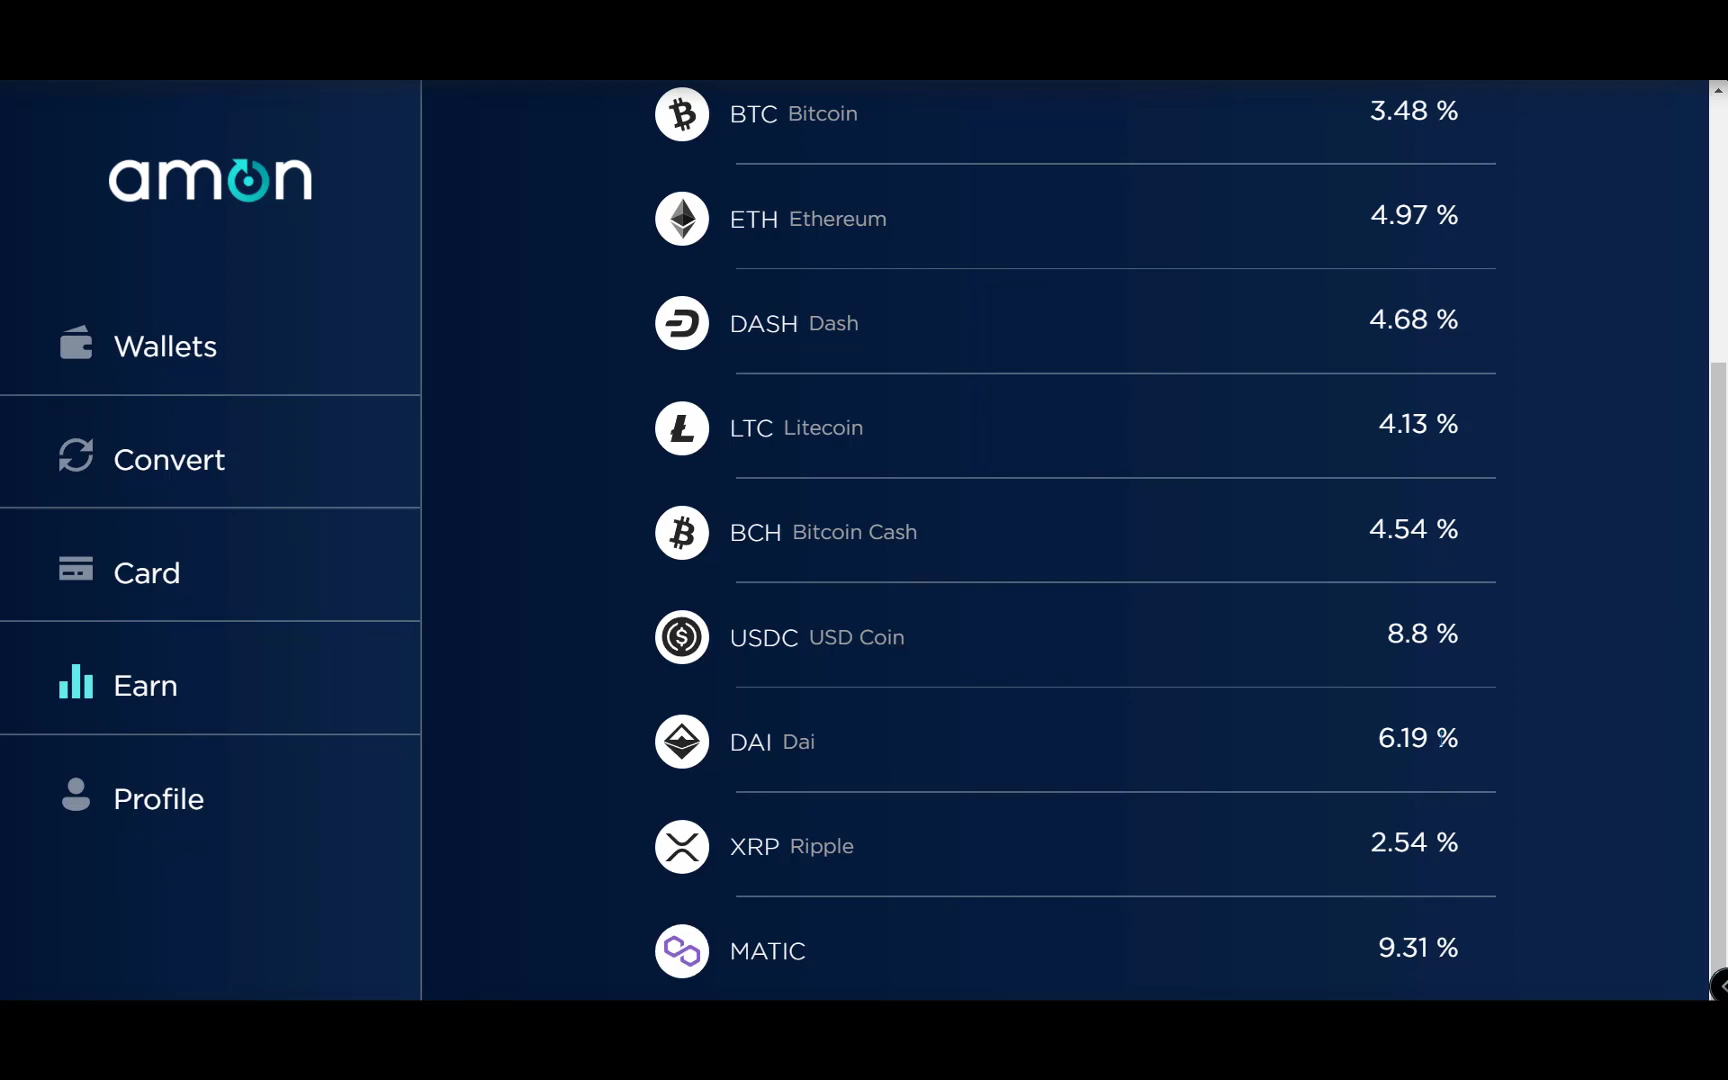 amon
Wallets
Convert
Card
Earn
Profile
BTC Bitcoin 3.48 %
ETH Ethereum 4.97 %
DASH Dash 4.68 %
LTC Litecoin 4.13 %
BCH Bitcoin Cash 4.54 %
USDC USD Coin 8.8 %
DAI Dai 6.19 %
XRP Ripple 2.54 %
MATIC 9.31 %